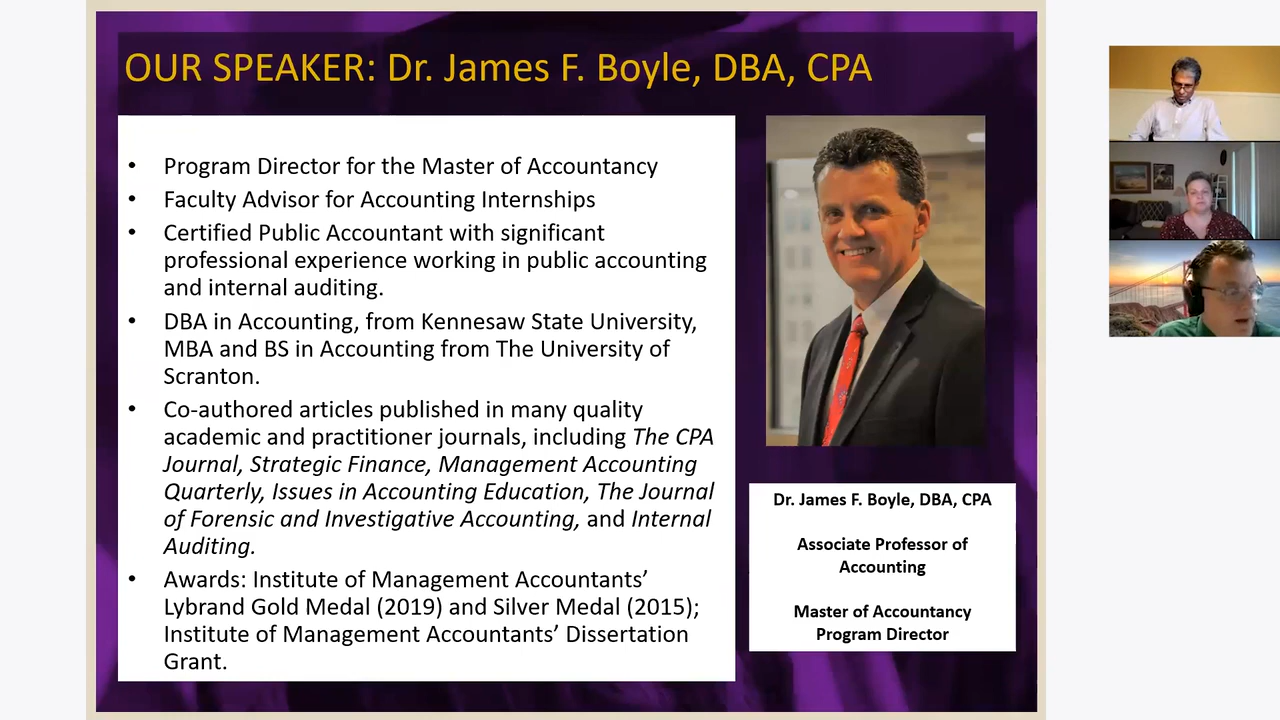 OUR SPEAKER: Dr. James F. Boyle, DBA, CPA
• Program Director for the Master of Accountancy
• Faculty Advisor for Accounting Internships
• Certified Public Accountant with significant
professional experience working in public accounting
and internal auditing.
• DBA in Accounting, from Kennesaw State University,
MBA and BS in Accounting from The University of
Scranton.
• Co-authored articles published in many quality
academic and practitioner journals, including The CPA
Journal, Strategic Finance, Management Accounting
Quarterly, Issues in Accounting Education, The Journal
of Forensic and Investigative Accounting, and Internal
Auditing.
• Awards: Institute of Management Accountants’
Lybrand Gold Medal (2019) and Silver Medal (2015);
Institute of Management Accountants’ Dissertation
Grant.
Dr. James F. Boyle, DBA, CPA
Associate Professor of
Accounting
Master of Accountancy
Program Director